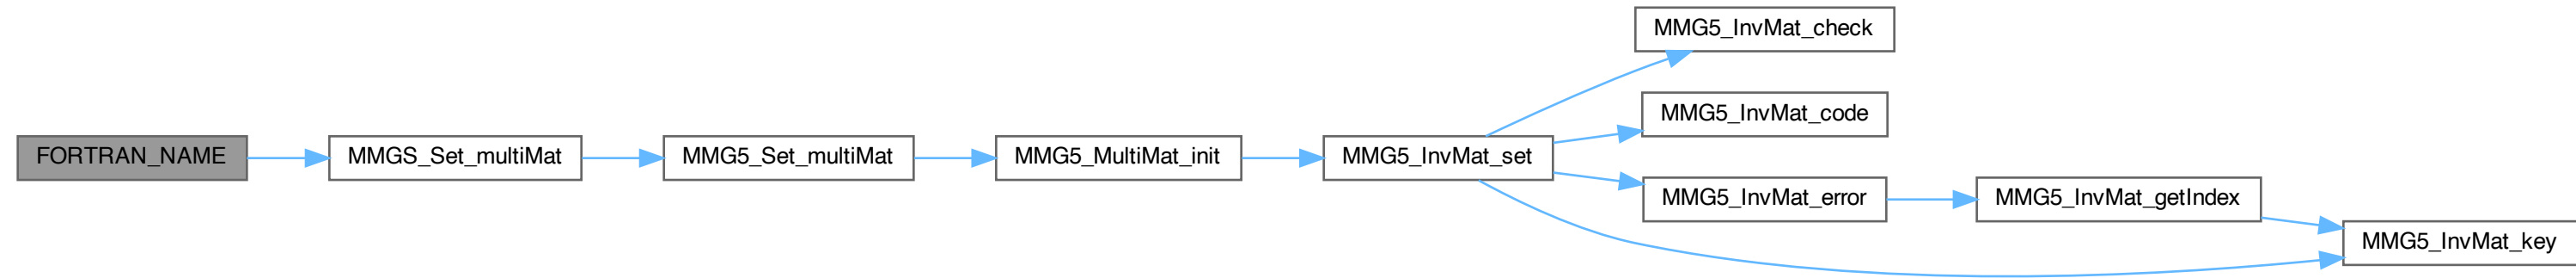 FORTRAN_NAME
MMGS_Set_multiMat
MMG5_Set_multiMat
MMG5_MultiMat_init
MMG5_InvMat_set
MMG5_InvMat_check
MMG5_InvMat_code
MMG5_InvMat_error
MMG5_InvMat_getIndex
MMG5_InvMat_key